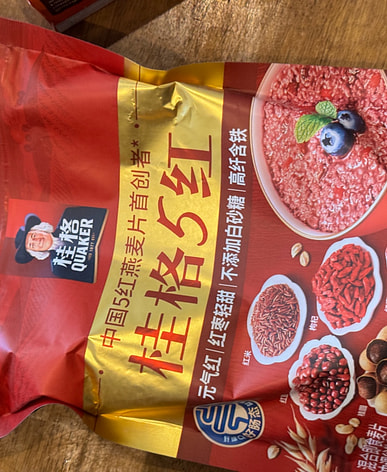 桂格
QUAKER
中国5红燕麦片首创者*
桂格5红
元气红|红枣轻甜|不添加白砂糖|高纤含铁
红米
枸杞